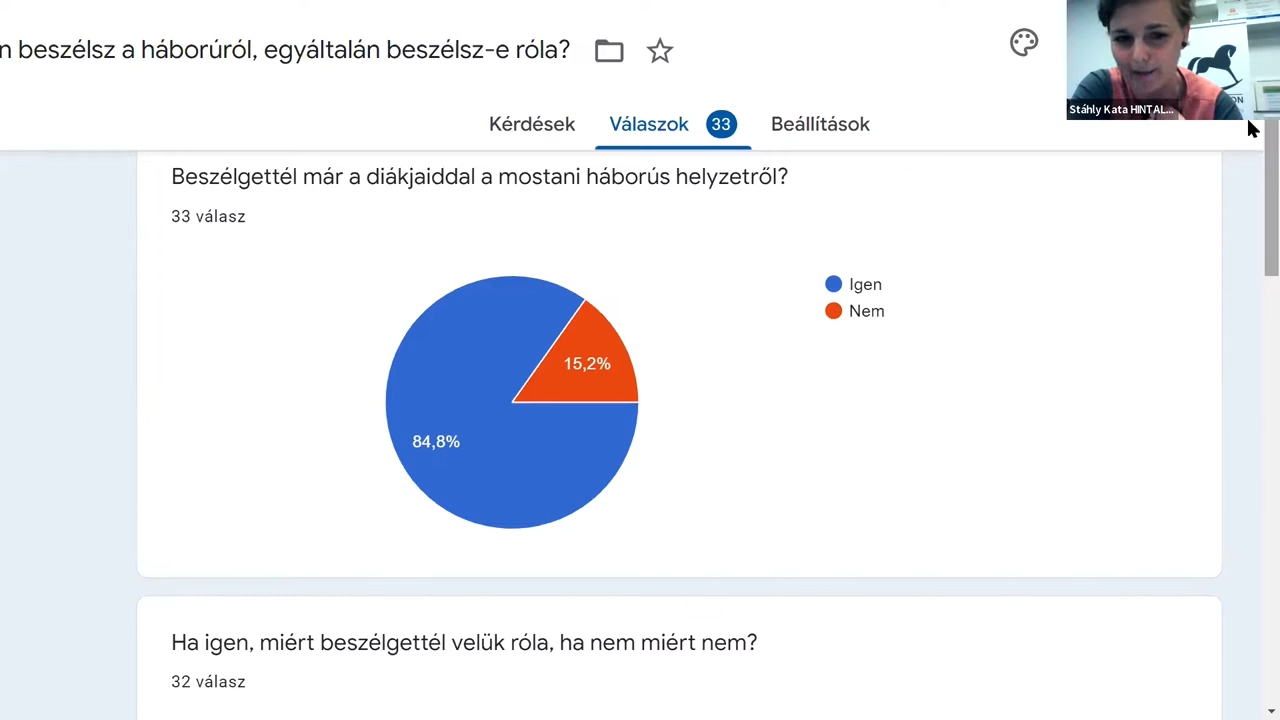 n beszélsz a háborúról, egyáltalán beszélsz-e róla?
Stáhly Kata HINTAL...
ON
Kérdések Válaszok 33 Beállítások
Beszélgettél már a diákjaiddal a mostani háborús helyzetről?
33 válasz
Igen
Nem
15,2%
84,8%
Ha igen, miért beszélgettél velük róla, ha nem miért nem?
32 válasz